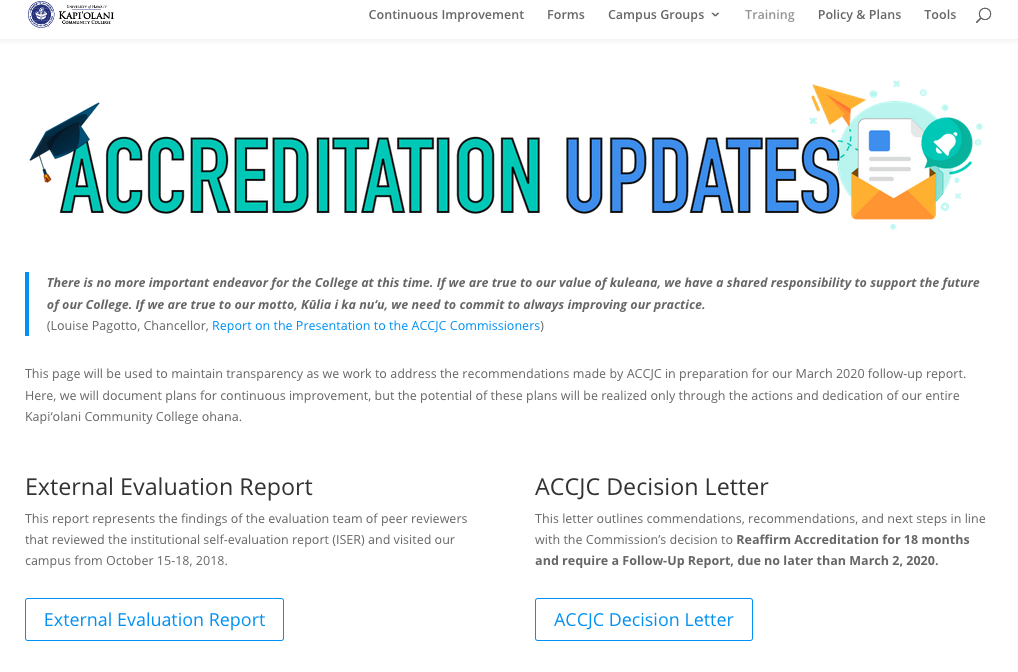 UNIVERSITY of HAWAI'I
KAPI'OLANI
COMMUNITY COLLEGE
Continuous Improvement Forms Campus Groups Training Policy & Plans Tools
ACCREDITATION UPDATES
There is no more important endeavor for the College at this time. If we are true to our value of kuleana, we have a shared responsibility to support the future
of our College. If we are true to our motto, Kūlia i ka nu‘u, we need to commit to always improving our practice.
(Louise Pagotto, Chancellor, Report on the Presentation to the ACCJC Commissioners)
This page will be used to maintain transparency as we work to address the recommendations made by ACCJC in preparation for our March 2020 follow-up report.
Here, we will document plans for continuous improvement, but the potential of these plans will be realized only through the actions and dedication of our entire
Kapi‘olani Community College ohana.
External Evaluation Report
This report represents the findings of the evaluation team of peer reviewers
that reviewed the institutional self-evaluation report (ISER) and visited our
campus from October 15-18, 2018.
External Evaluation Report
ACCJC Decision Letter
This letter outlines commendations, recommendations, and next steps in line
with the Commission’s decision to Reaffirm Accreditation for 18 months
and require a Follow-Up Report, due no later than March 2, 2020.
ACCJC Decision Letter